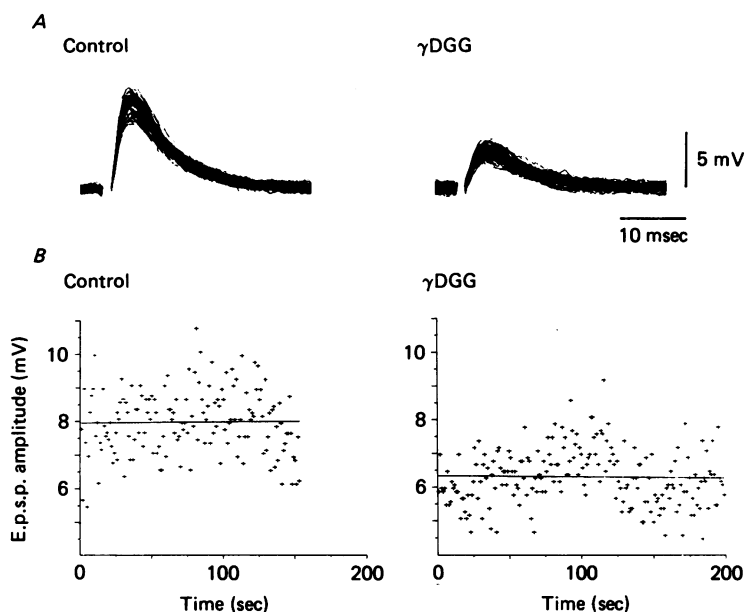 A
Control
γDGG
5 mV
10 msec
B
Control
γDGG
E.p.s.p. amplitude (mV)
10
8
6
0
100
200
Time (sec)
10
8
6
0
100
200
Time (sec)